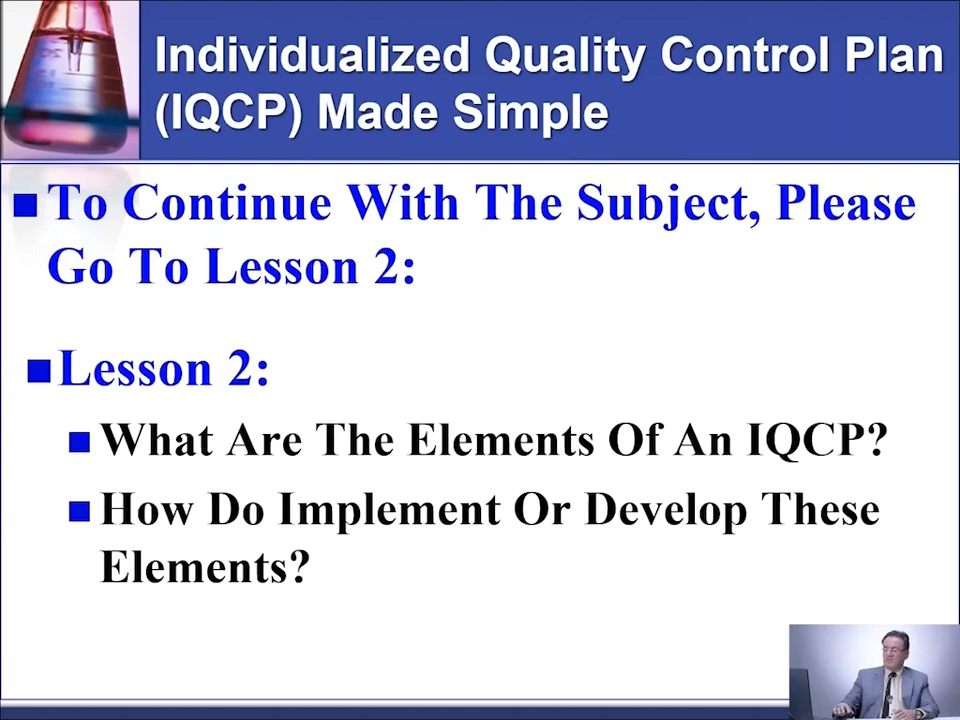 Individualized Quality Control Plan
(IQCP) Made Simple
To Continue With The Subject, Please
Go To Lesson 2:
Lesson 2:
What Are The Elements Of An IQCP?
How Do Implement Or Develop These
Elements?